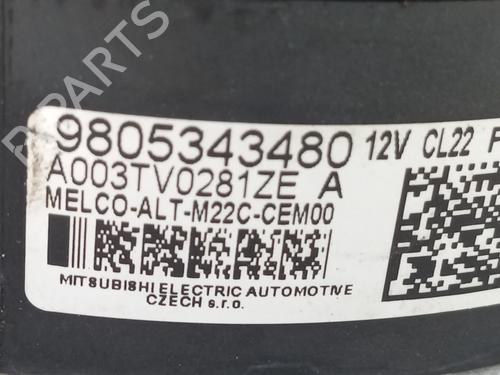 B PARTS
9805343480 12V CL22 P
A003TV0281ZE A
MELCO-ALT-M22C-CEM00
MITSUBISHI ELECTRIC AUTOMOTIVE
CZECH s.r.o.